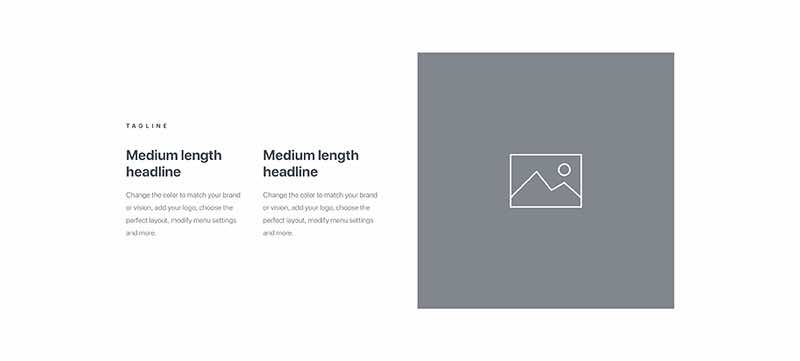 TAGLINE
Medium length
headline
Change the color to match your brand
or vision, add your logo, choose the
perfect layout, modify menu settings
and more.
Medium length
headline
Change the color to match your brand
or vision, add your logo, choose the
perfect layout, modify menu settings
and more.